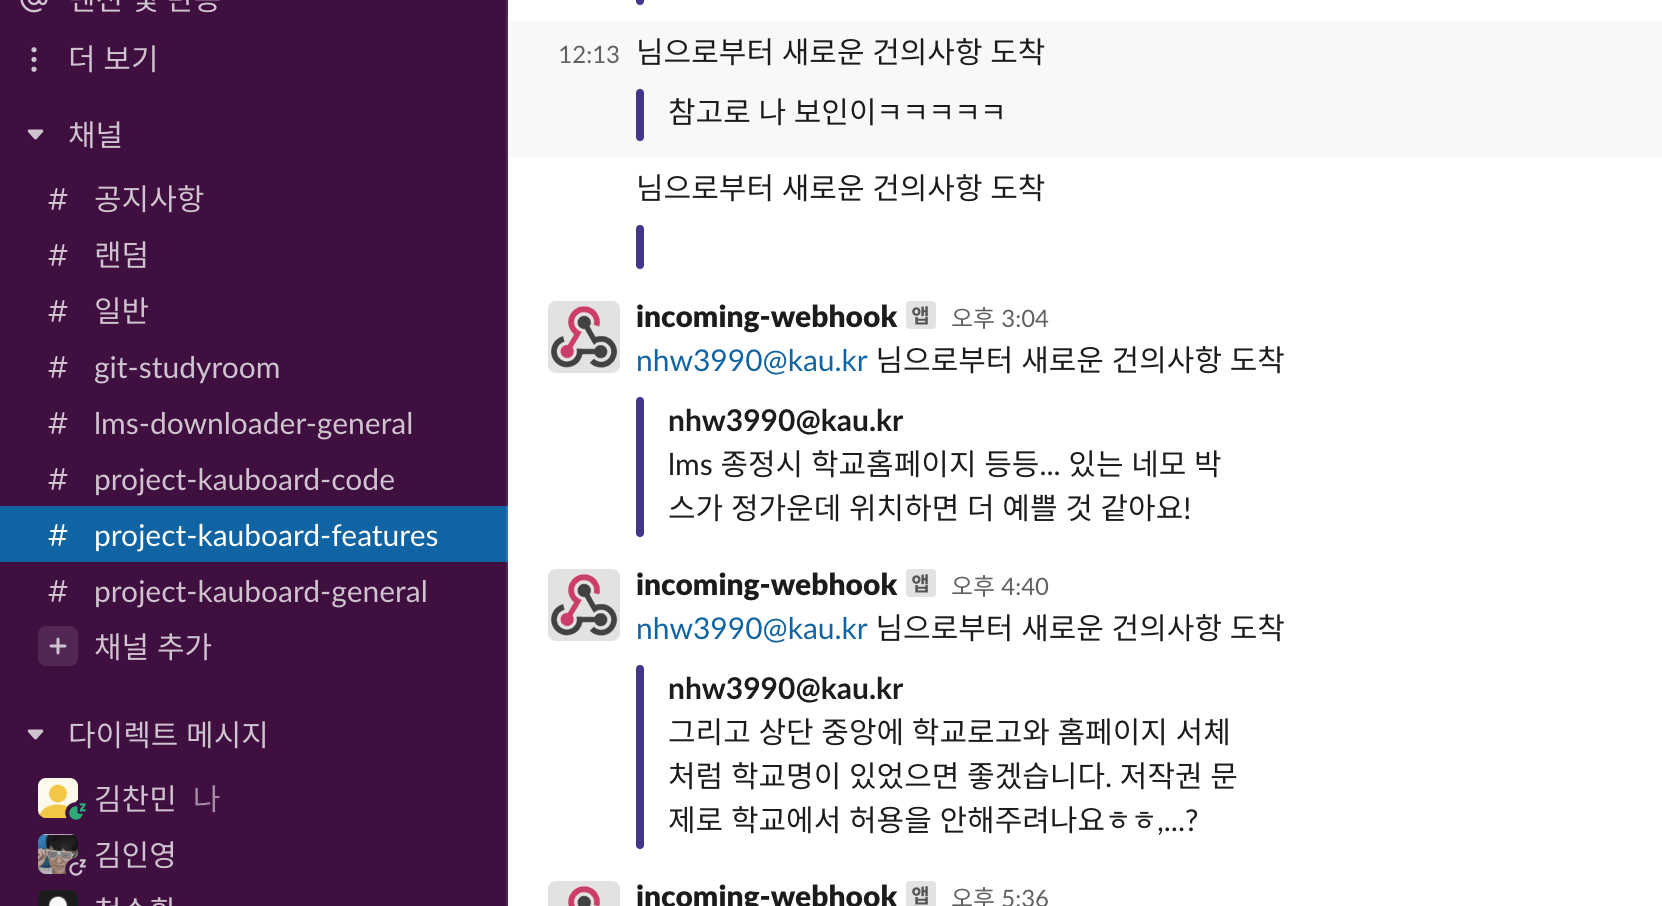 더 보기
채널
# 공지사항
# 랜덤
# 일반
# git-studyroom
# lms-downloader-general
# project-kauboard-code
# project-kauboard-features
# project-kauboard-general
+ 채널 추가
다이렉트 메시지
김찬민 나
김인영
12:13 님으로부터 새로운 건의사항 도착
참고로 나 보인이ㅋㅋㅋㅋㅋ
님으로부터 새로운 건의사항 도착
incoming-webhook 앱 오후 3:04
nhw3990@kau.kr 님으로부터 새로운 건의사항 도착
nhw3990@kau.kr
lms 종정시 학교홈페이지 등등... 있는 네모 박
스가 정가운데 위치하면 더 예쁠 것 같아요!
incoming-webhook 앱 오후 4:40
nhw3990@kau.kr 님으로부터 새로운 건의사항 도착
nhw3990@kau.kr
그리고 상단 중앙에 학교로고와 홈페이지 서체
처럼 학교명이 있었으면 좋겠습니다. 저작권 문
제로 학교에서 허용을 안해주려나요ㅎㅎ,...?
incoming-webhook 앱 오후 5:36